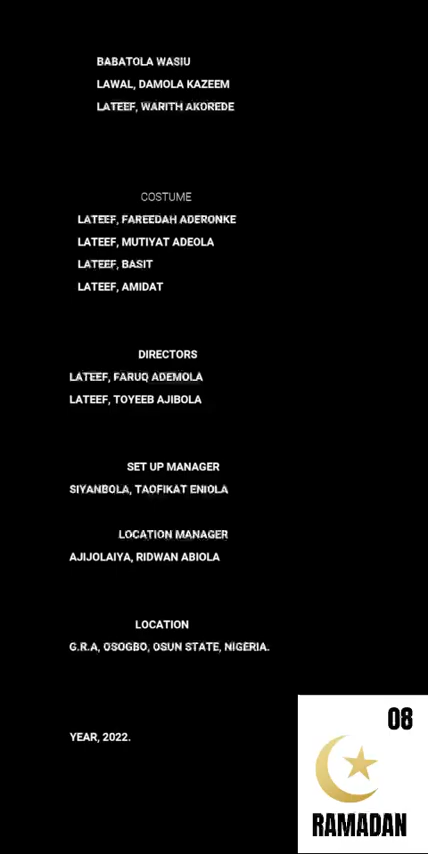 BABATOLA WASIU
LAWAL, DAMOLA KAZEEM
LATEEF, WARITH AKOREDE
COSTUME
LATEEF, FAREEDAH ADERONKE
LATEEF, MUTIYAT ADEOLA
LATEEF, BASIT
LATEEF, AMIDAT
DIRECTORS
LATEEF, FARUQ ADEMOLA
LATEEF, TOYEEB AJIBOLA
SET UP MANAGER
SIYANBOLA, TAOFIKAT ENIOLA
LOCATION MANAGER
AJIJOLAIYA, RIDWAN ABIOLA
LOCATION
G.R.A, OSOGBO, OSUN STATE, NIGERIA.
YEAR, 2022.
08
RAMADAN